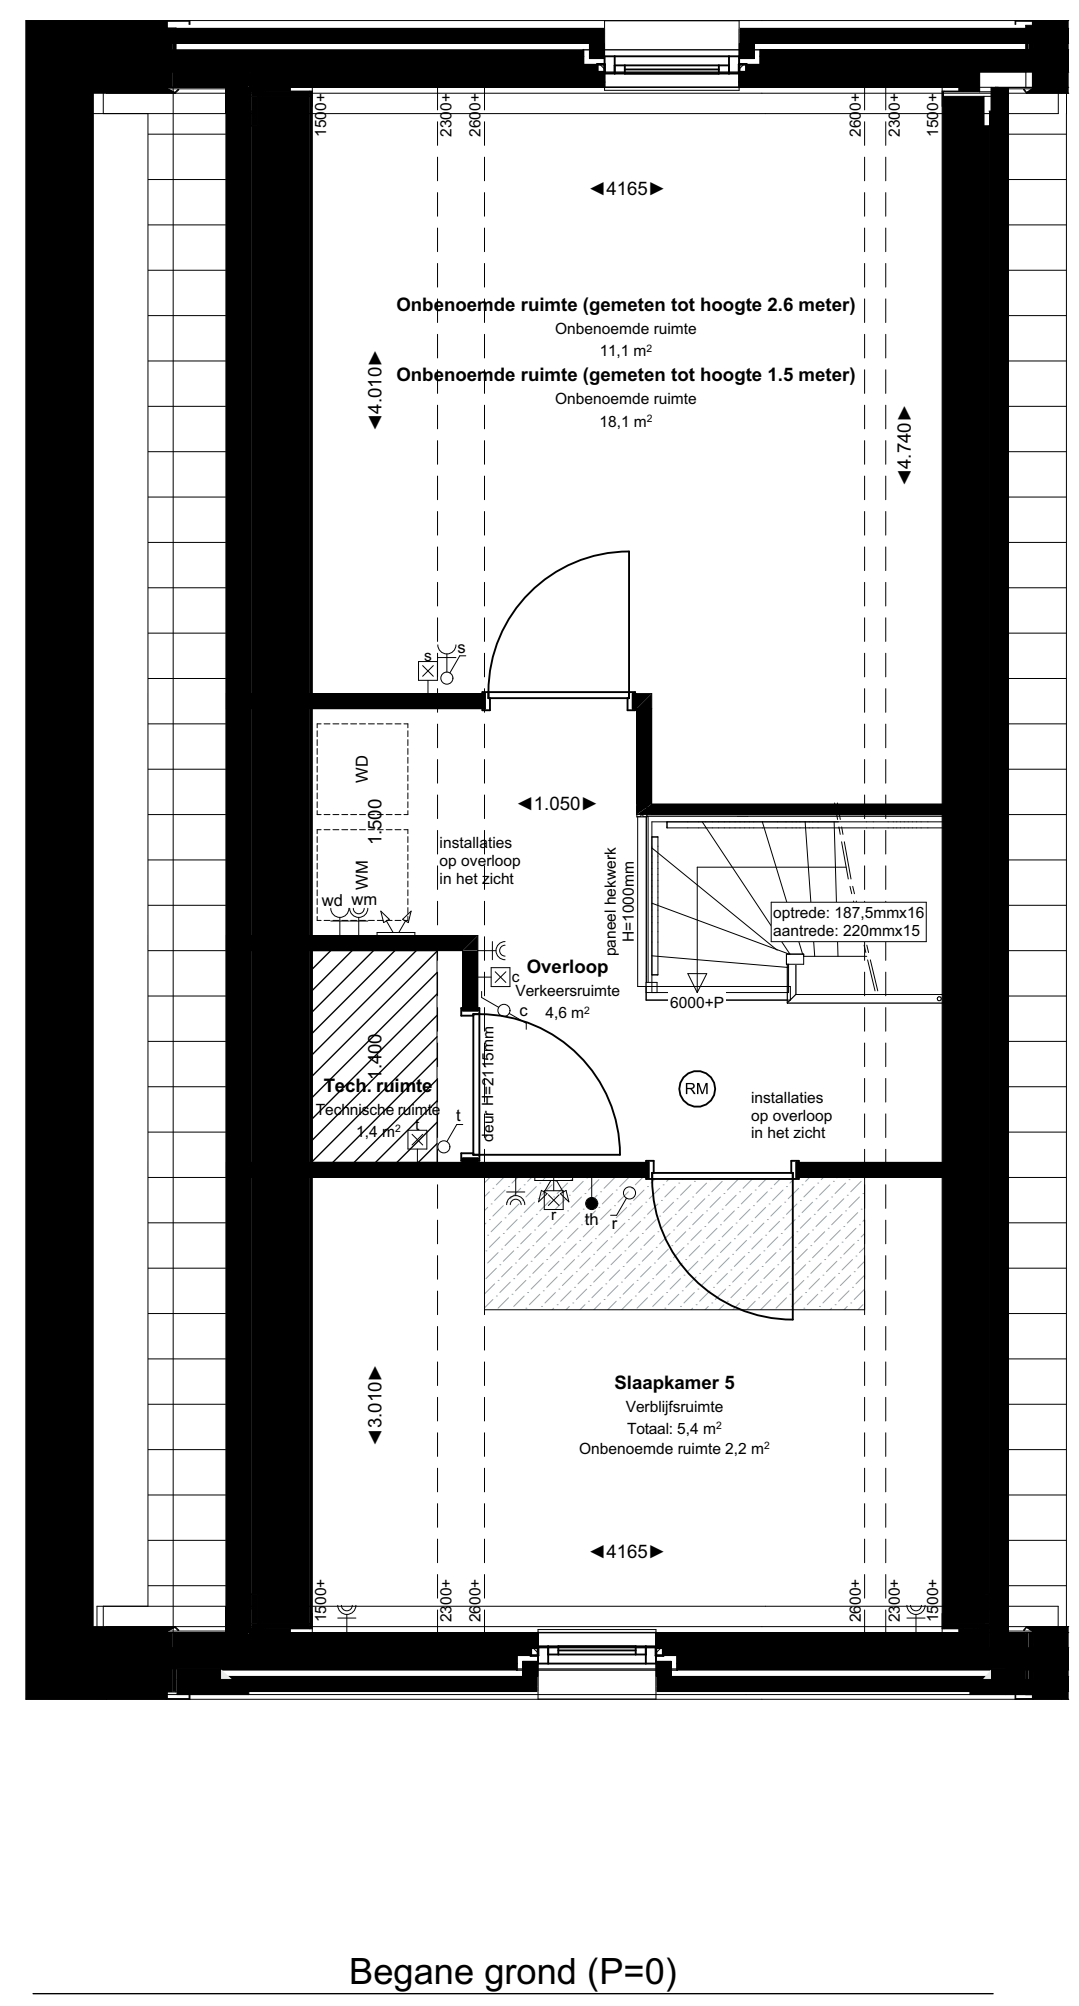 1500+
2300+
2600+
2600+
2300+
1500+
4165
Onbenoemde ruimte (gemeten tot hoogte 2.6 meter)
Onbenoemde ruimte
11,1 m²
Onbenoemde ruimte (gemeten tot hoogte 1.5 meter)
Onbenoemde ruimte
18,1 m²
4.010
4.740
s
s
WD
1.500
1.050
WM
installaties
op overloop
in het zicht
wd
wm
paneel hekwerk
H=1000mm
optrede: 187,5mmx16
aantrede: 220mmx15
Overloop
Verkeersruimte
4,6 m²
c
c
6000+P
1.400
Tech. ruimte
Technische ruimte
1,4 m²
t
t
deur H=2115mm
RM
installaties
op overloop
in het zicht
r
th
r
Slaapkamer 5
Verblijfsruimte
Totaal: 5,4 m²
Onbenoemde ruimte 2,2 m²
3.010
4165
1500+
2300+
2600+
2600+
2300+
1500+
Begane grond (P=0)